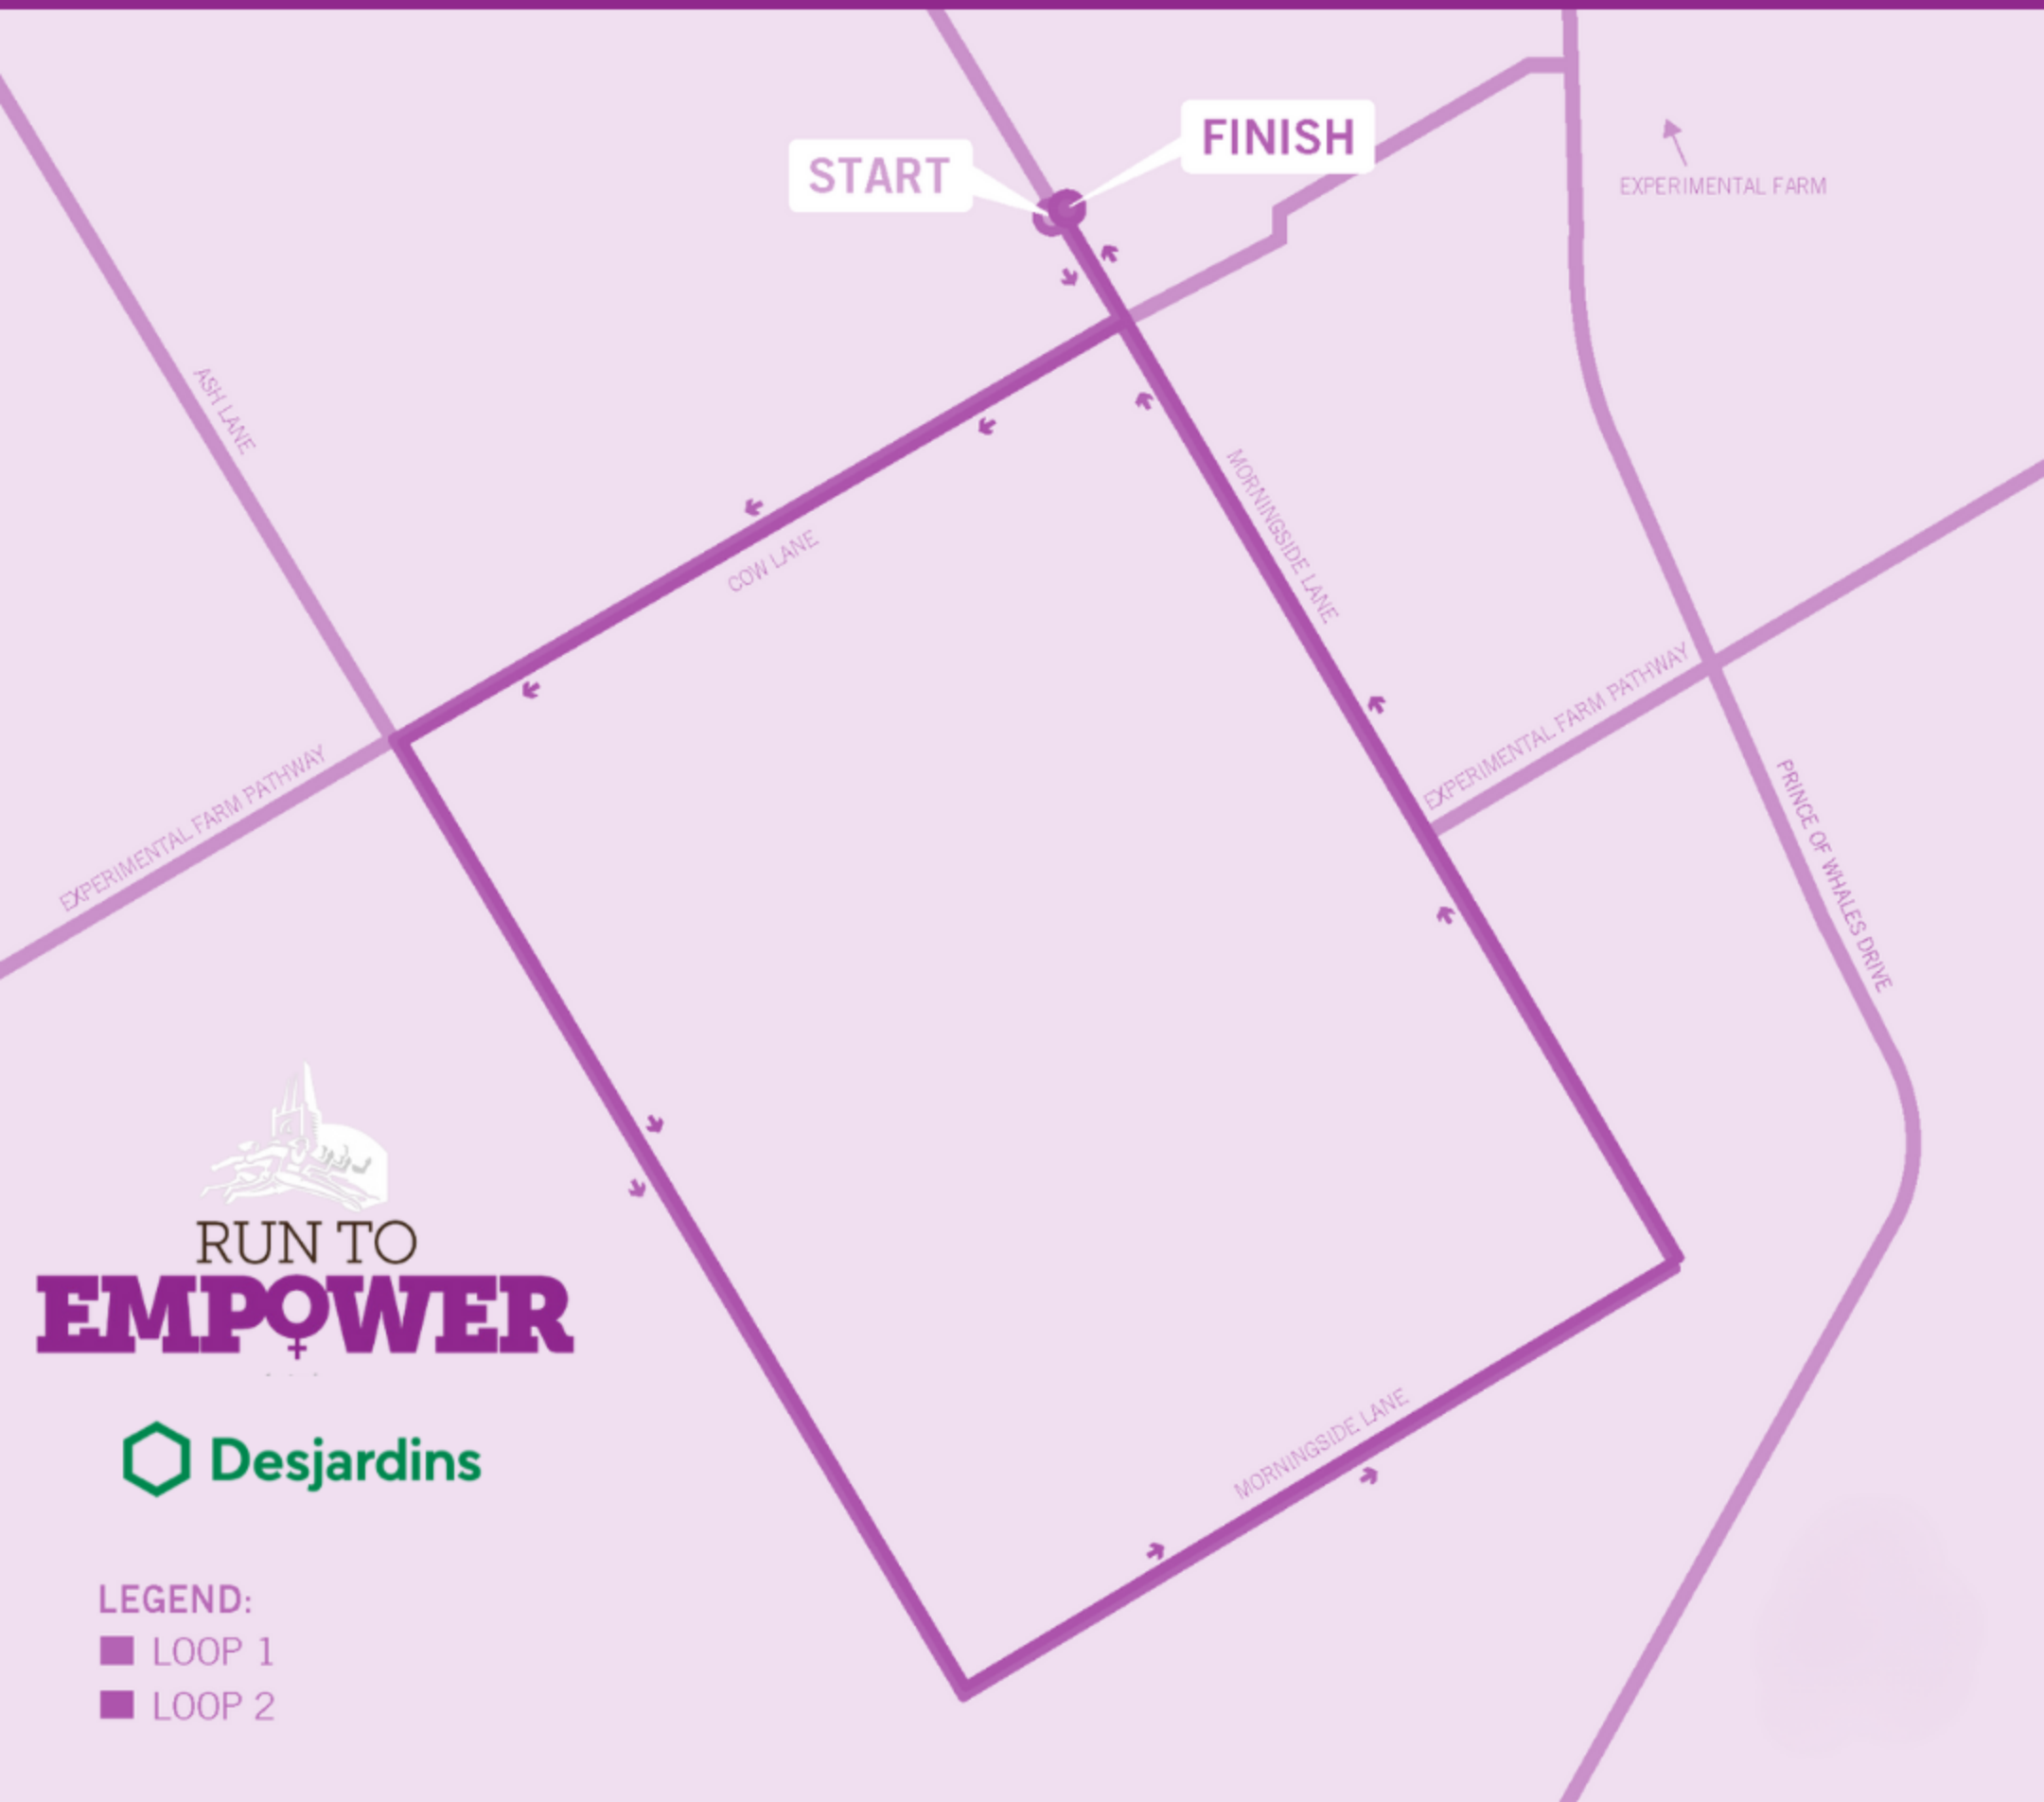 START
FINISH
EXPERIMENTAL FARM
ASH LANE
MORNINGSIDE LANE
COW LANE
EXPERIMENTAL FARM PATHWAY
EXPERIMENTAL FARM PATHWAY
PRINCE OF WHALES DRIVE
MORNINGSIDE LANE
RUN TO
EMPOWER
Desjardins
LEGEND:
LOOP 1
LOOP 2